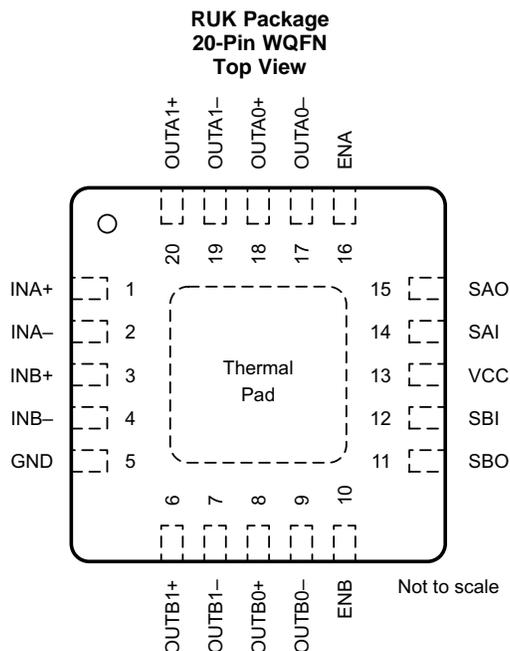 RUK Package
20-Pin WQFN
Top View
OUTA1+
OUTA1–
OUTA0+
OUTA0–
ENA
20
19
18
17
16
INA+ 1
INA– 2
INB+ 3
INB– 4
GND 5
15 SAO
14 SAI
13 VCC
12 SBI
11 SBO
Thermal
Pad
6
7
8
9
10
OUTB1+
OUTB1–
OUTB0+
OUTB0–
ENB
Not to scale